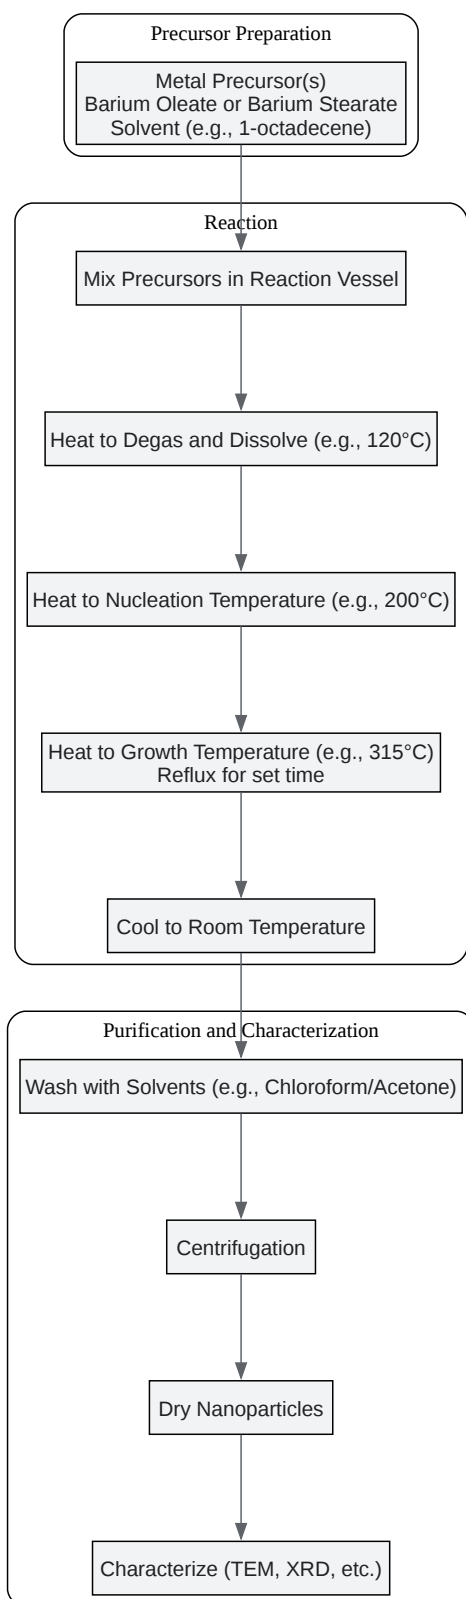 Precursor Preparation
Metal Precursor(s)
Barium Oleate or Barium Stearate
Solvent (e.g., 1-octadecene)
Reaction
Mix Precursors in Reaction Vessel
Heat to Degas and Dissolve (e.g., 120°C)
Heat to Nucleation Temperature (e.g., 200°C)
Heat to Growth Temperature (e.g., 315°C)
Reflux for set time
Cool to Room Temperature
Purification and Characterization
Wash with Solvents (e.g., Chloroform/Acetone)
Centrifugation
Dry Nanoparticles
Characterize (TEM, XRD, etc.)